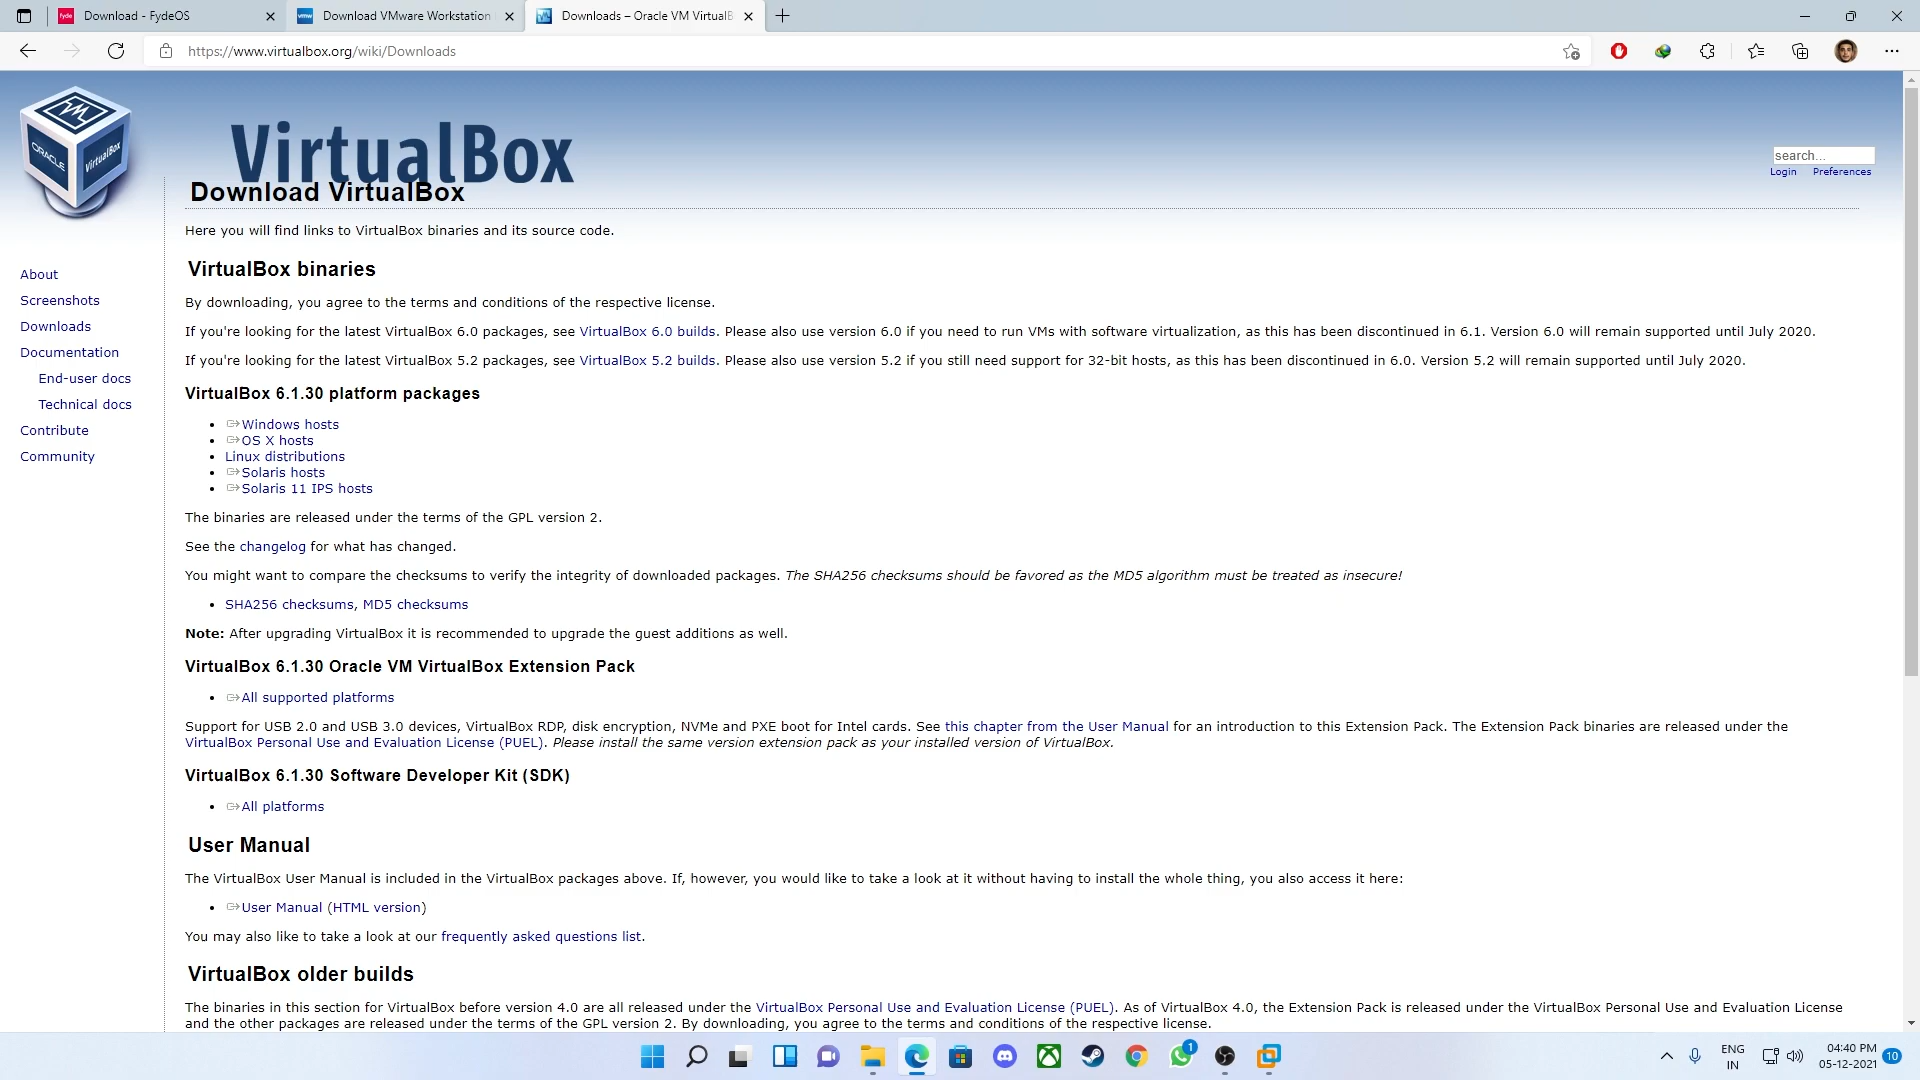 Download - FydeOS
Download VMware Workstation
Downloads – Oracle VM VirtualB
https://www.virtualbox.org/wiki/Downloads
ORACLE
VirtualBox
VirtualBox
search...
Login Preferences
Download VirtualBox
Here you will find links to VirtualBox binaries and its source code.
About
Screenshots
Downloads
Documentation
End-user docs
Technical docs
Contribute
Community
VirtualBox binaries
By downloading, you agree to the terms and conditions of the respective license.
If you're looking for the latest VirtualBox 6.0 packages, see VirtualBox 6.0 builds. Please also use version 6.0 if you need to run VMs with software virtualization, as this has been discontinued in 6.1. Version 6.0 will remain supported until July 2020.
If you're looking for the latest VirtualBox 5.2 packages, see VirtualBox 5.2 builds. Please also use version 5.2 if you still need support for 32-bit hosts, as this has been discontinued in 6.0. Version 5.2 will remain supported until July 2020.
VirtualBox 6.1.30 platform packages
• Windows hosts
• OS X hosts
• Linux distributions
• Solaris hosts
• Solaris 11 IPS hosts
The binaries are released under the terms of the GPL version 2.
See the changelog for what has changed.
You might want to compare the checksums to verify the integrity of downloaded packages. The SHA256 checksums should be favored as the MD5 algorithm must be treated as insecure!
• SHA256 checksums, MD5 checksums
Note: After upgrading VirtualBox it is recommended to upgrade the guest additions as well.
VirtualBox 6.1.30 Oracle VM VirtualBox Extension Pack
• All supported platforms
Support for USB 2.0 and USB 3.0 devices, VirtualBox RDP, disk encryption, NVMe and PXE boot for Intel cards. See this chapter from the User Manual for an introduction to this Extension Pack. The Extension Pack binaries are released under the
VirtualBox Personal Use and Evaluation License (PUEL). Please install the same version extension pack as your installed version of VirtualBox.
VirtualBox 6.1.30 Software Developer Kit (SDK)
• All platforms
User Manual
The VirtualBox User Manual is included in the VirtualBox packages above. If, however, you would like to take a look at it without having to install the whole thing, you also access it here:
• User Manual (HTML version)
You may also like to take a look at our frequently asked questions list.
VirtualBox older builds
The binaries in this section for VirtualBox before version 4.0 are all released under the VirtualBox Personal Use and Evaluation License (PUEL). As of VirtualBox 4.0, the Extension Pack is released under the VirtualBox Personal Use and Evaluation License
and the other packages are released under the terms of the GPL version 2. By downloading, you agree to the terms and conditions of the respective license.
1
ENG
IN
04:40 PM
05-12-2021
10